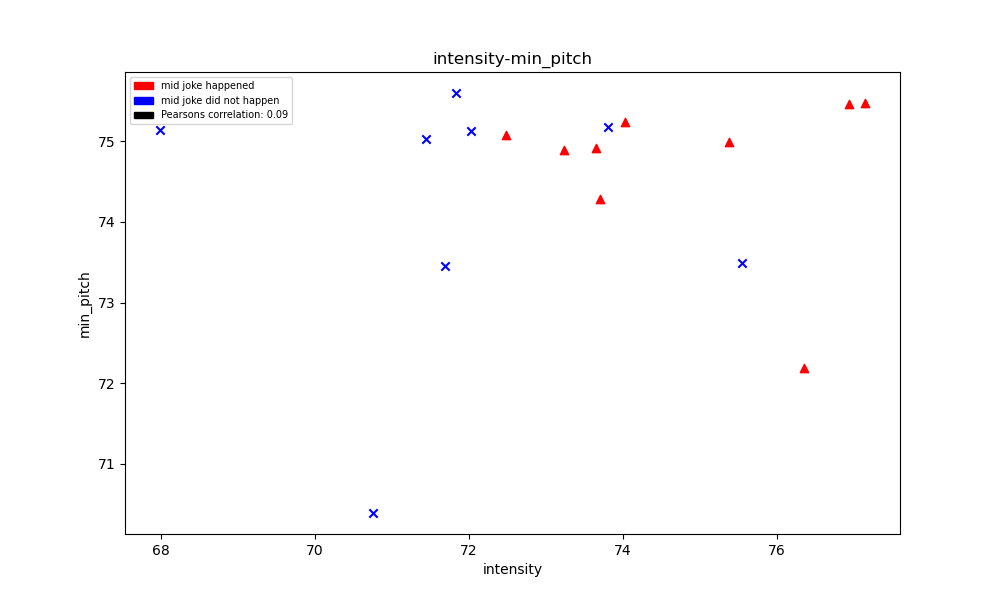 intensity-min_pitch
mid joke happened
mid joke did not happen
Pearsons correlation: 0.09
75
74
73
72
71
min_pitch
68 70 72 74 76
intensity